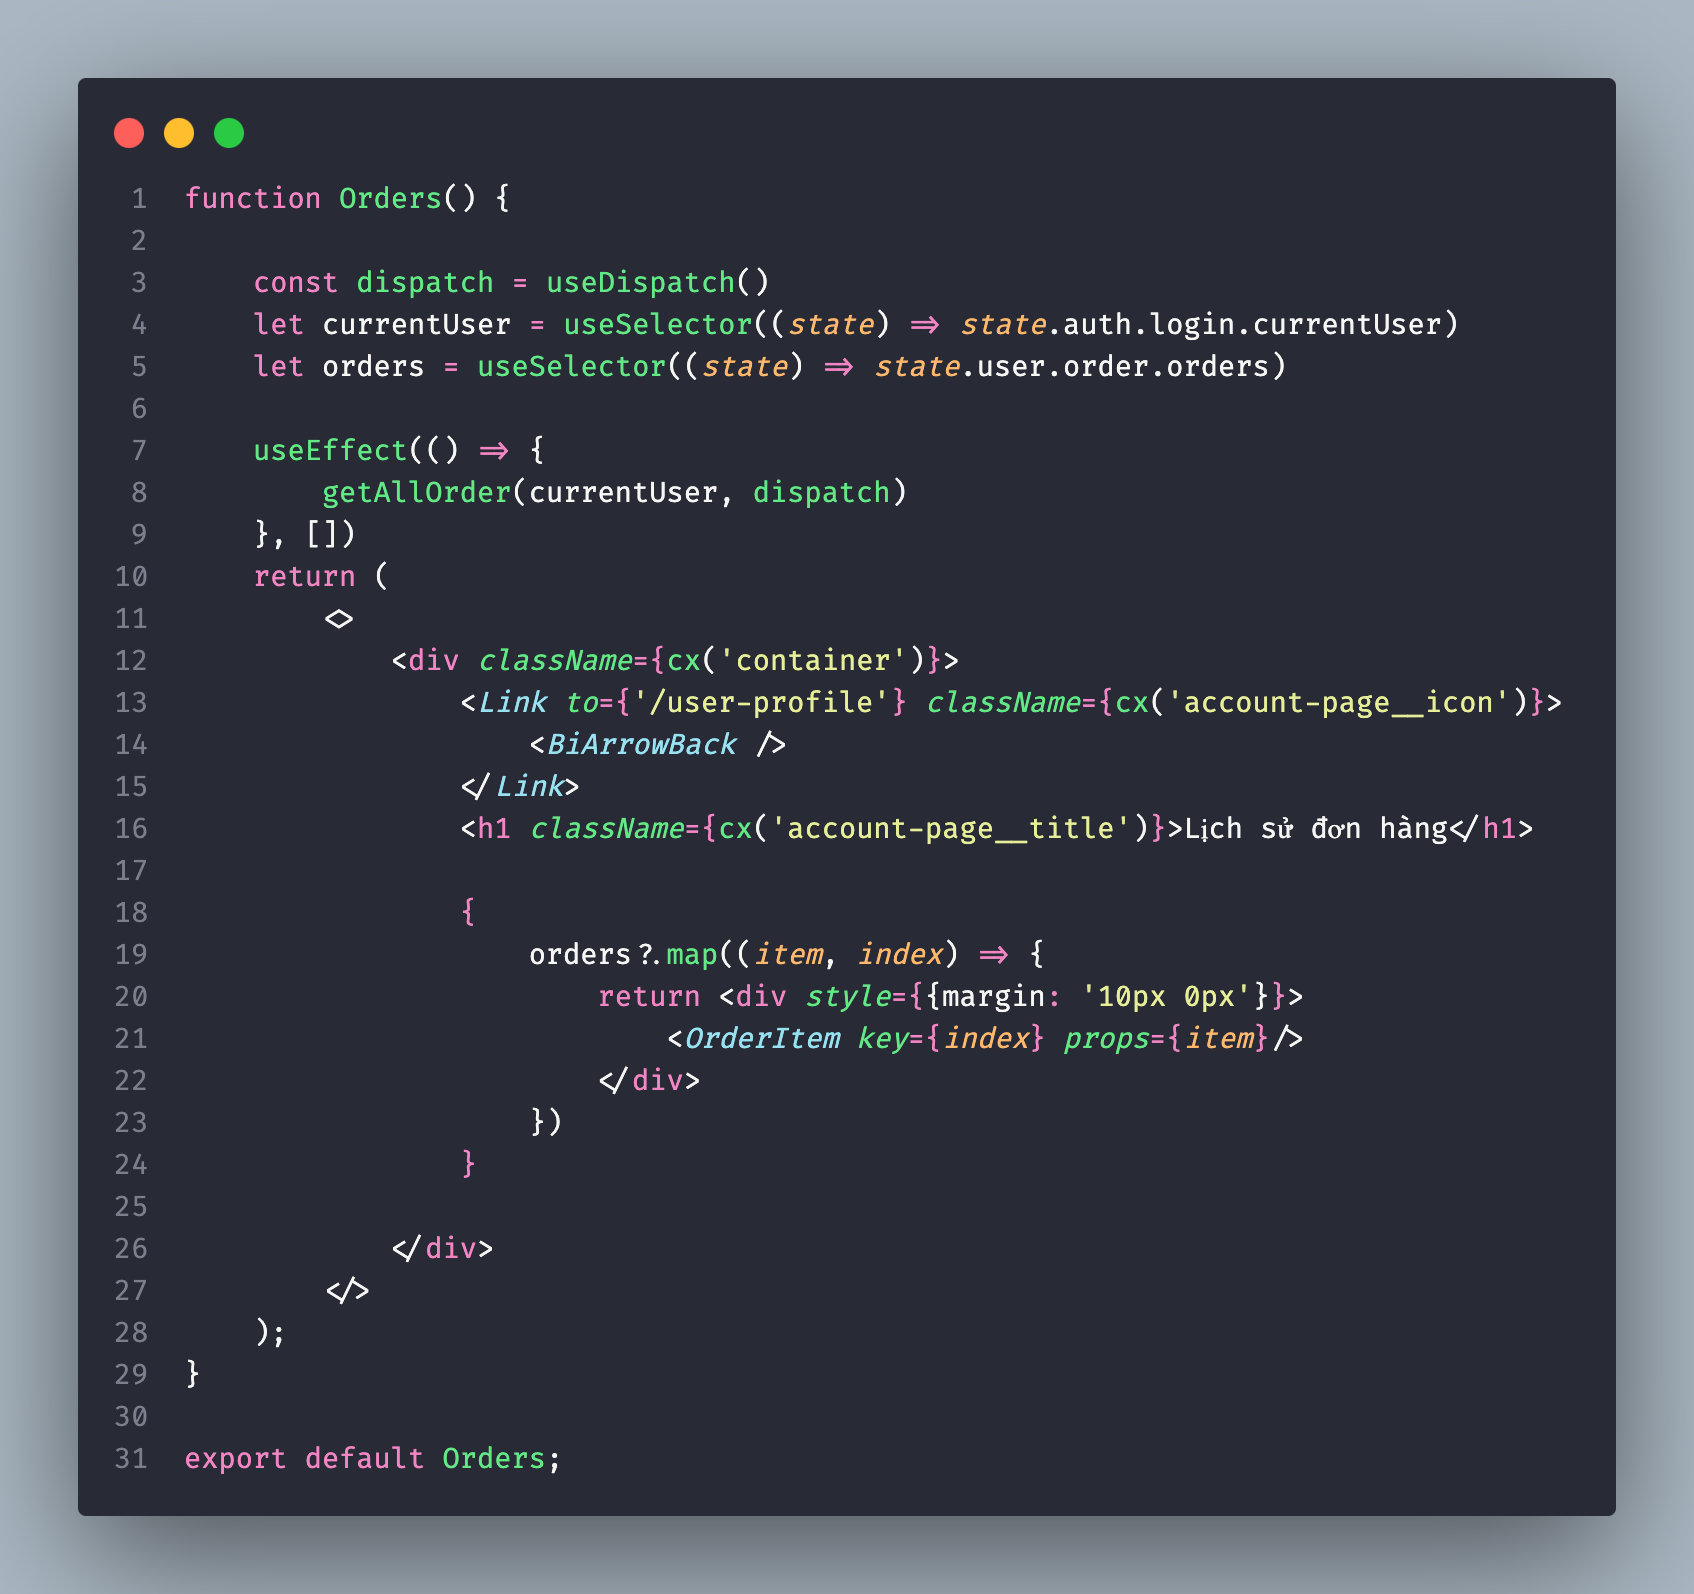 1 function Orders() {
2
3     const dispatch = useDispatch()
4     let currentUser = useSelector((state) => state.auth.login.currentUser)
5     let orders = useSelector((state) => state.user.order.orders)
6
7     useEffect(() => {
8         getAllOrder(currentUser, dispatch)
9     }, [])
10     return (
11         <>
12             <div className={cx('container')}>
13                 <Link to={'/user-profile'} className={cx('account-page__icon')}>
14                     <BiArrowBack />
15                 </Link>
16                 <h1 className={cx('account-page__title')}>Lịch sử đơn hàng</h1>
17
18                 {
19                     orders?.map((item, index) => {
20                         return <div style={{margin: '10px 0px'}}>
21                             <OrderItem key={index} props={item}/>
22                         </div>
23                     })
24                 }
25
26             </div>
27         </>
28     );
29 }
30
31 export default Orders;